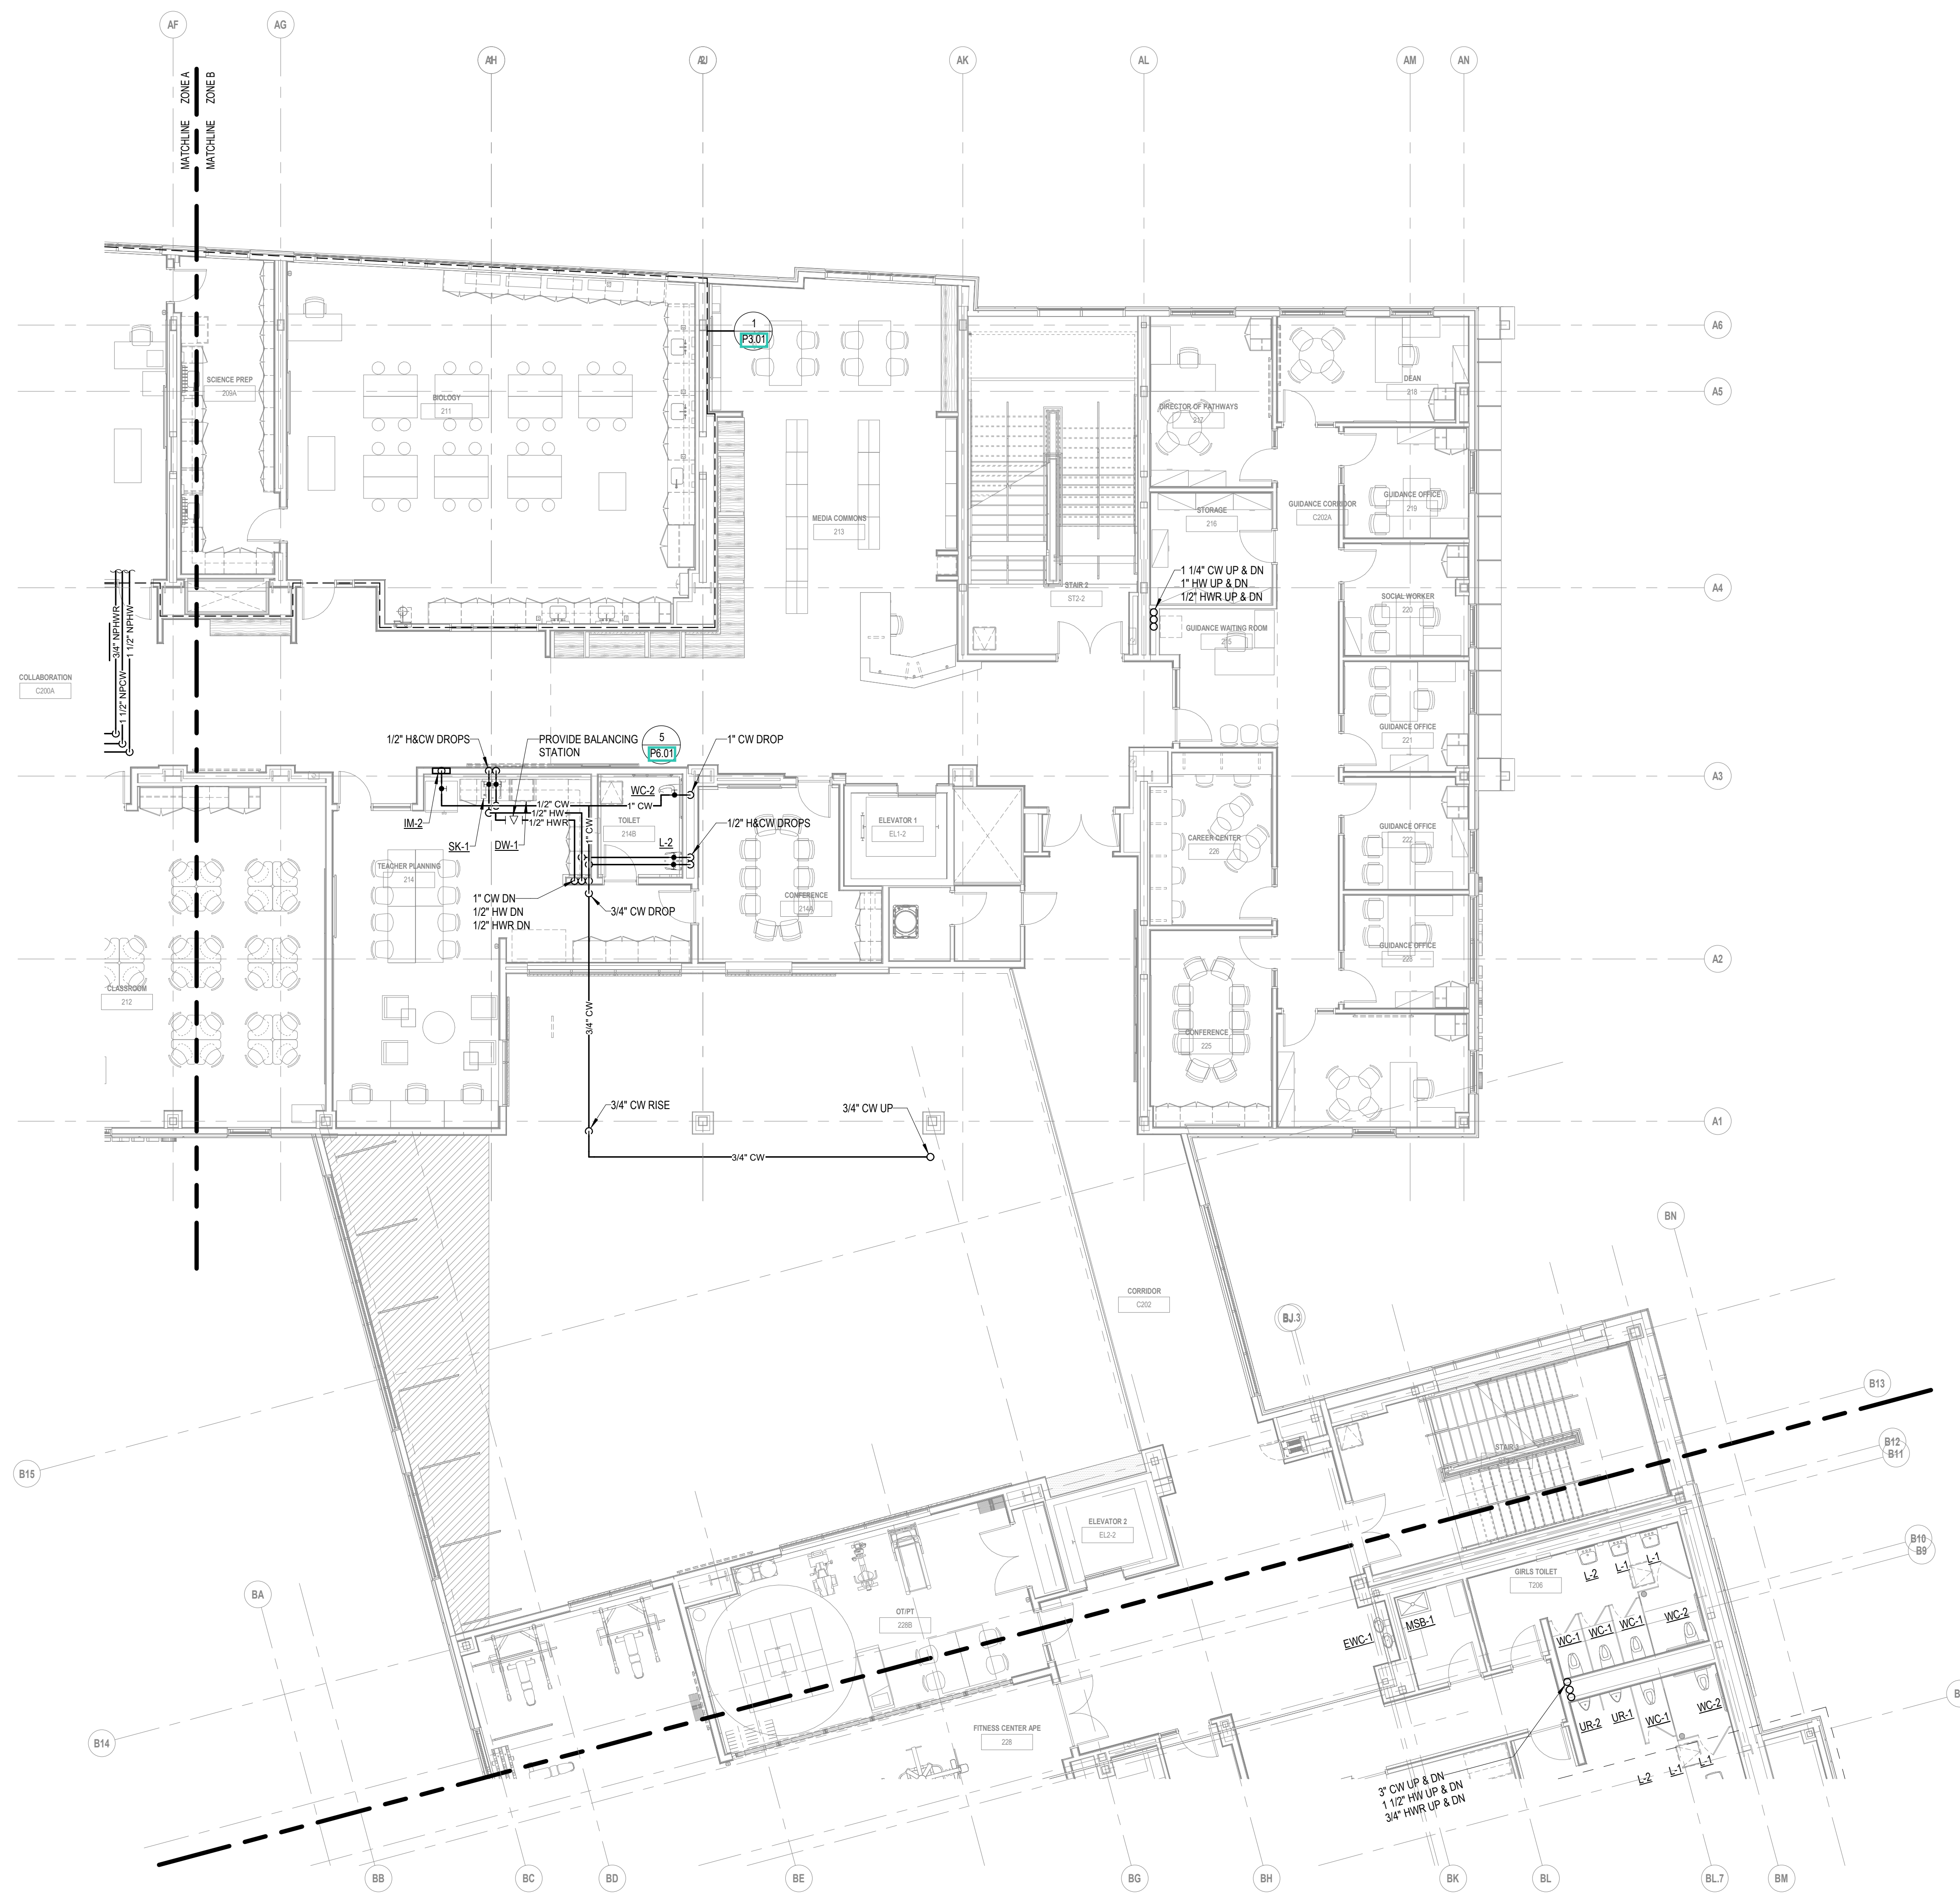 AF
AG
AH
AJ
AK
AL
AM
AN
MATCHLINE ZONE A
MATCHLINE ZONE B
A6
A5
A4
A3
A2
A1
1
P3.01
SCIENCE PREP
209A
BIOLOGY
211
MEDIA COMMONS
213
DIRECTOR OF PATHWAYS
217
DEAN
218
STORAGE
216
GUIDANCE CORRIDOR
C202A
GUIDANCE OFFICE
219
STAIR 2
ST2-2
1 1/4" CW UP & DN
1" HW UP & DN
1/2" HWR UP & DN
GUIDANCE WAITING ROOM
215
SOCIAL WORKER
220
3/4" NPHWR
1 1/2" NPCW
1 1/2" NPHW
COLLABORATION
C200A
GUIDANCE OFFICE
221
1/2" H&CW DROPS
PROVIDE BALANCING
STATION
5
P6.01
1" CW DROP
WC-2
IM-2
SK-1
DW-1
1/2" CW
1/2" HW
1/2" HWR
1" CW
1" CW
TOILET
214B
L-2
1/2" H&CW DROPS
ELEVATOR 1
EL1-2
CAREER CENTER
226
GUIDANCE OFFICE
222
TEACHER PLANNING
214
1" CW DN
1/2" HW DN
1/2" HWR DN
3/4" CW DROP
CONFERENCE
214A
GUIDANCE OFFICE
223
CLASSROOM
212
3/4" CW
CONFERENCE
225
3/4" CW RISE
3/4" CW UP
3/4" CW
BN
CORRIDOR
C202
BJ.3
B13
B12
B11
B10
B9
B15
B14
STAIR 3
ELEVATOR 2
EL2-2
BA
OT/PT
228B
GIRLS TOILET
T206
L-2
L-1
L-1
EWC-1
MSB-1
WC-1
WC-1
WC-1
WC-2
UR-2
UR-1
WC-1
WC-2
L-2
L-1
L-1
FITNESS CENTER APE
228
3" CW UP & DN
1 1/2" HW UP & DN
3/4" HWR UP & DN
BB
BC
BD
BE
BG
BH
BK
BL
BL.7
BM